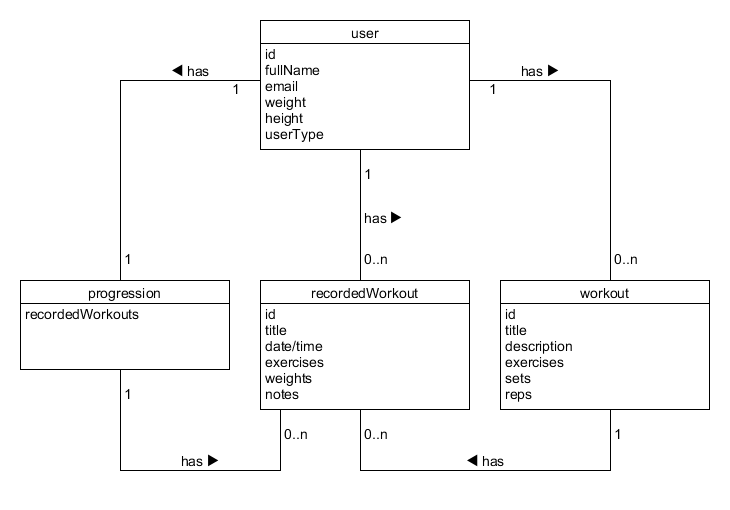 user
id
fullName
email
weight
height
userType
◀ has
1
has ▶
1
1
has ▶
1
0..n
0..n
progression
recordedWorkouts
recordedWorkout
id
title
date/time
exercises
weights
notes
workout
id
title
description
exercises
sets
reps
1
0..n
0..n
1
has ▶
◀ has